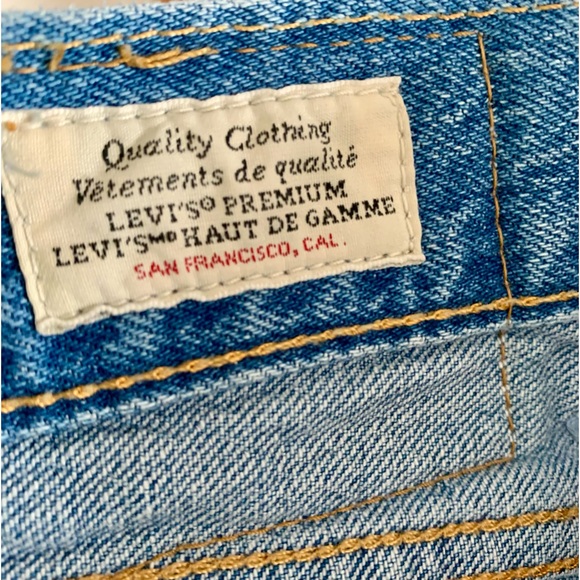 Quality Clothing
Vêtements de qualité
LEVI'S® PREMIUM
LEVI'SMD HAUT DE GAMME
SAN FRANCISCO, CAL.